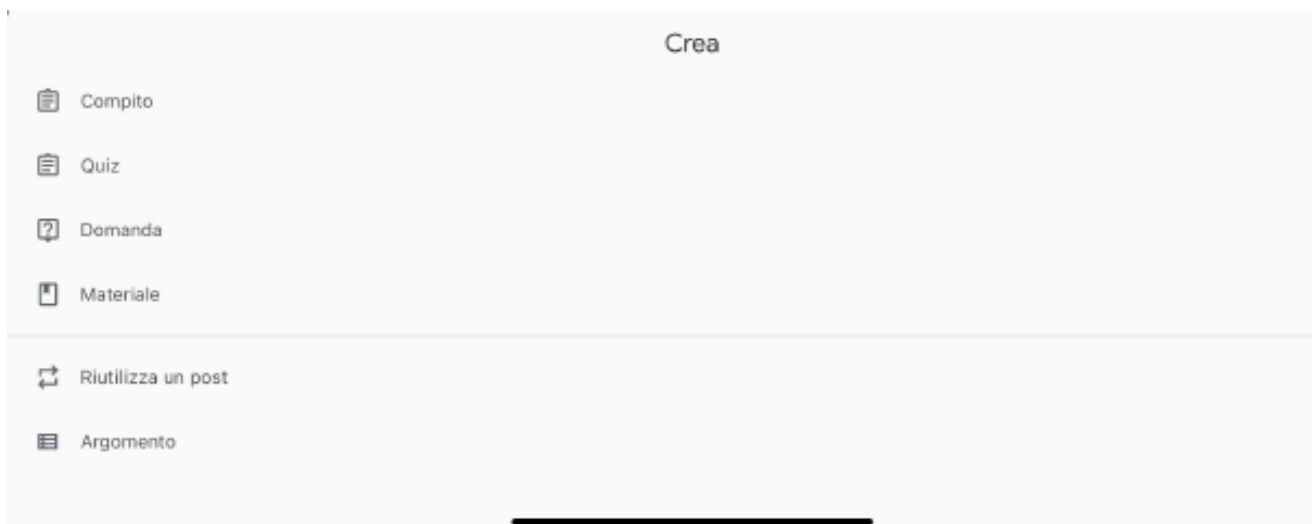 Crea
Compito
Quiz
Domanda
Materiale
Riutilizza un post
Argomento